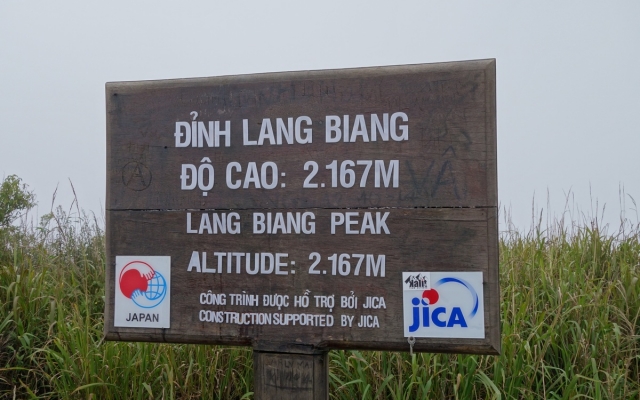 ĐỈNH LANG BIANG
ĐỘ CAO: 2.167M
LANG BIANG PEAK
ALTITUDE: 2.167M
CÔNG TRÌNH ĐƯỢC HỖ TRỢ BỞI JICA
CONSTRUCTION SUPPORTED BY JICA
JAPAN
jica